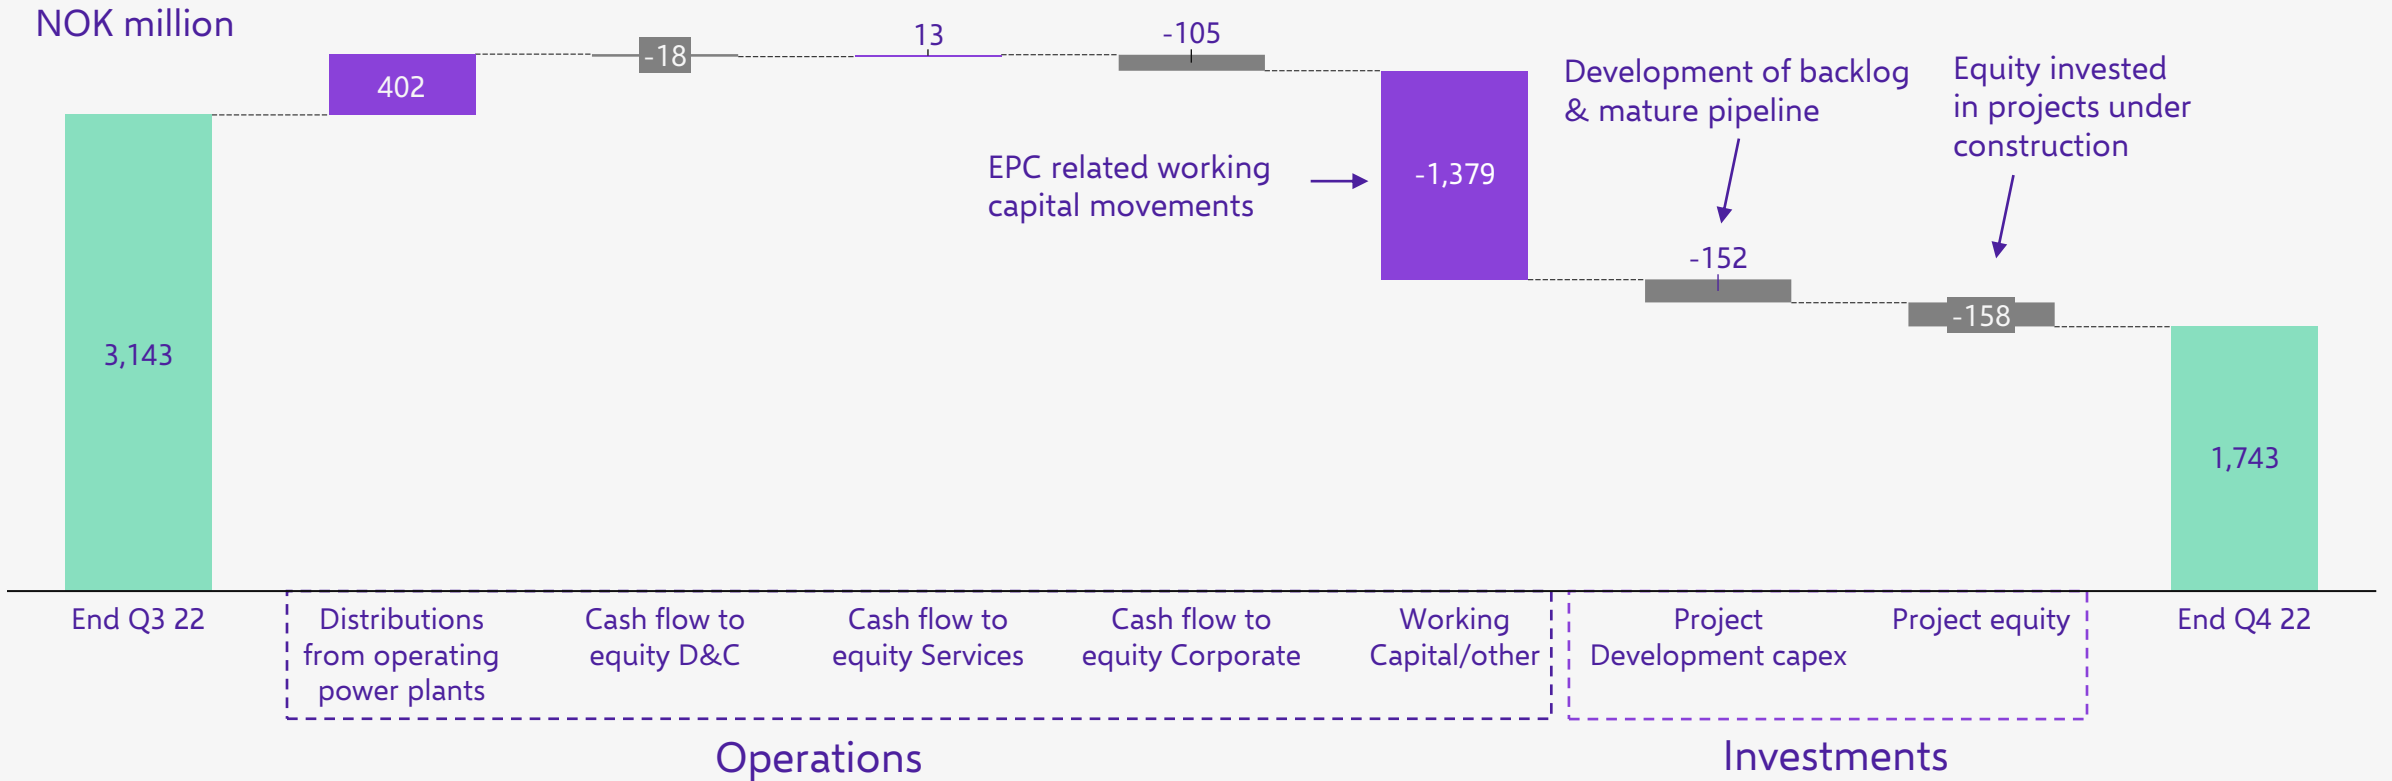 NOK million
402
-18
13
-105
Development of backlog
& mature pipeline
Equity invested
in projects under
construction
EPC related working
capital movements
-1,379
-152
-158
3,143
1,743
End Q3 22
Distributions
from operating
power plants
Cash flow to
equity D&C
Cash flow to
equity Services
Cash flow to
equity Corporate
Working
Capital/other
Project
Development capex
Project equity
End Q4 22
Operations
Investments